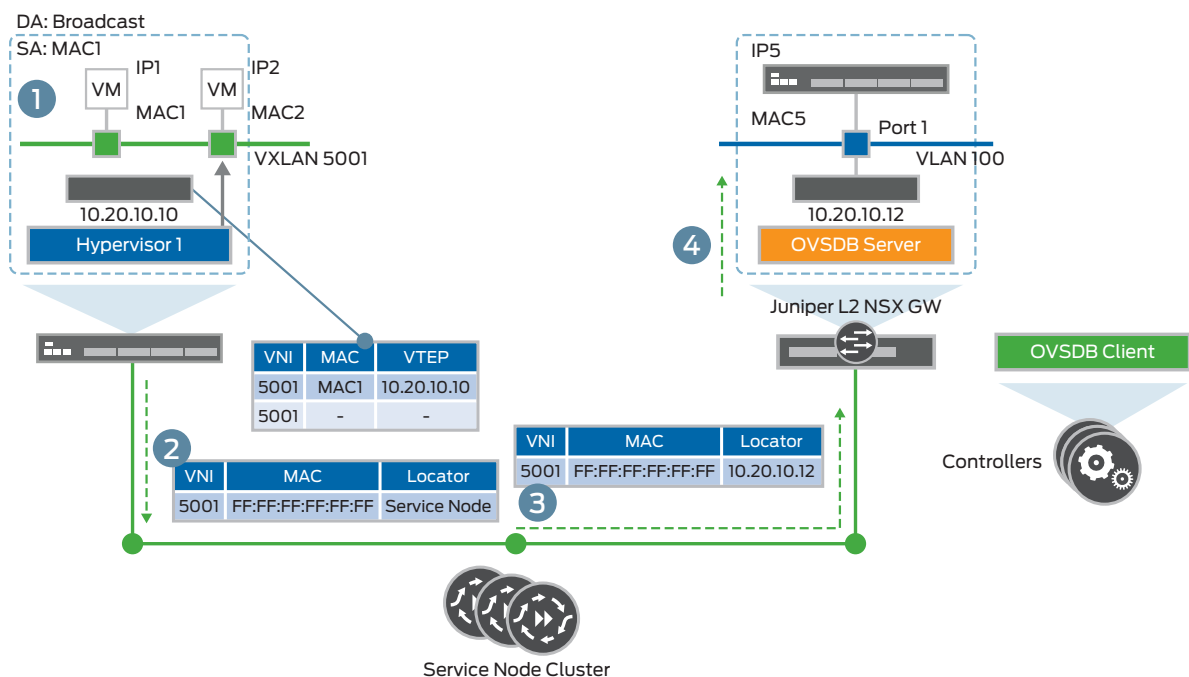 DA: Broadcast
SA: MAC1
1
IP1
IP2
VM
VM
MAC1
MAC2
VXLAN 5001
10.20.10.10
Hypervisor 1
IP5
MAC5
Port 1
VLAN 100
10.20.10.12
4
OVSDB Server
Juniper L2 NSX GW
OVSDB Client
Controllers
VNI MAC VTEP
5001 MAC1 10.20.10.10
5001 - -
2
VNI MAC Locator
5001 FF:FF:FF:FF:FF:FF Service Node
VNI MAC Locator
5001 FF:FF:FF:FF:FF:FF 10.20.10.12
3
Service Node Cluster